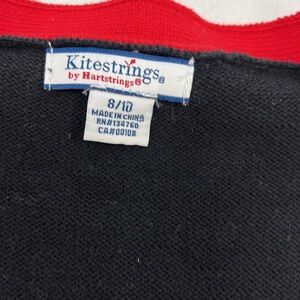 Kitestrings®
by Hartstrings®
8/10
MADE IN CHINA
RN#134760
CA#00108